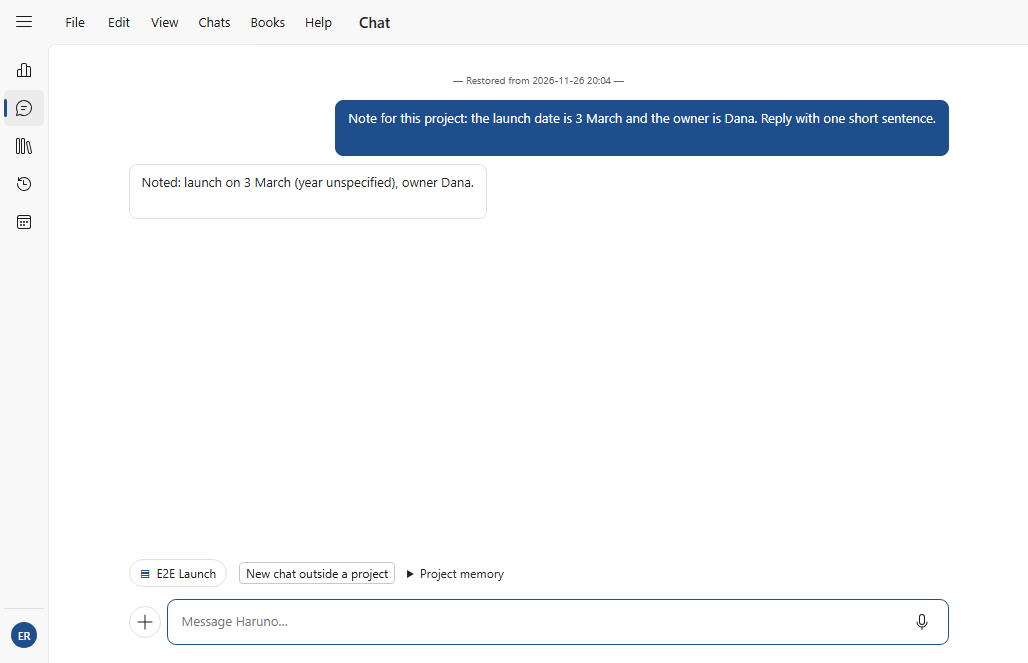 File Edit View Chats Books Help Chat
— Restored from 2026-11-26 20:04 —
Note for this project: the launch date is 3 March and the owner is Dana. Reply with one short sentence.
Noted: launch on 3 March (year unspecified), owner Dana.
E2E Launch New chat outside a project Project memory
Message Haruno...
ER